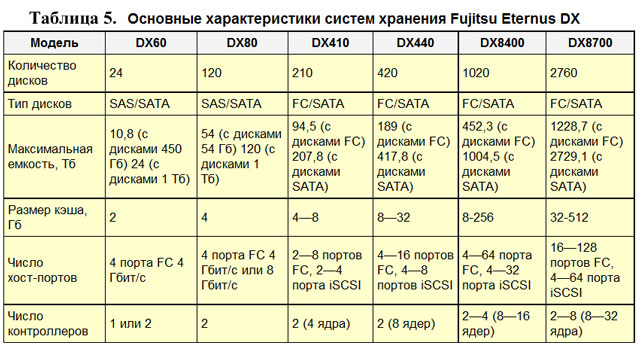 Таблица 5. Основные характеристики систем хранения Fujitsu Eternus DX
Модель DX60 DX80 DX410 DX440 DX8400 DX8700
Количество
дисков
24 120 210 420 1020 2760
Тип дисков SAS/SATA SAS/SATA FC/SATA FC/SATA FC/SATA FC/SATA
Максимальная
емкость, Тб
10,8 (с
дисками 450
Гб) 24 (с
дисками 1 Тб)
54 (с дисками
54 Гб) 120 (с
дисками 1
Тб)
94,5 (с
дисками FC)
207,8 (с
дисками
SATA)
189 (с
дисками FC)
417,8 (с
дисками
SATA)
452,3 (с
дисками FC)
1004,5 (с
дисками
SATA)
1228,7 (с
дисками FC)
2729,1 (с
дисками
SATA)
Размер кэша,
Гб
2 4 4—8 8—32 8-256 32-512
Число
хост-портов
4 порта FC 4
Гбит/с
4 порта FC 4
Гбит/с или 8
Гбит/с
2—8 портов
FC, 2—4
порта iSCSI
4—16 портов
FC, 4—8
портов iSCSI
4—64 порта
FC, 4—32
порта iSCSI
16—128
портов FC,
4—64 порта
iSCSI
Число
контроллеров
1 или 2 2 2 (4 ядра) 2 (8 ядер)
2—4 (8—16
ядер)
2—8 (8—32
ядра)